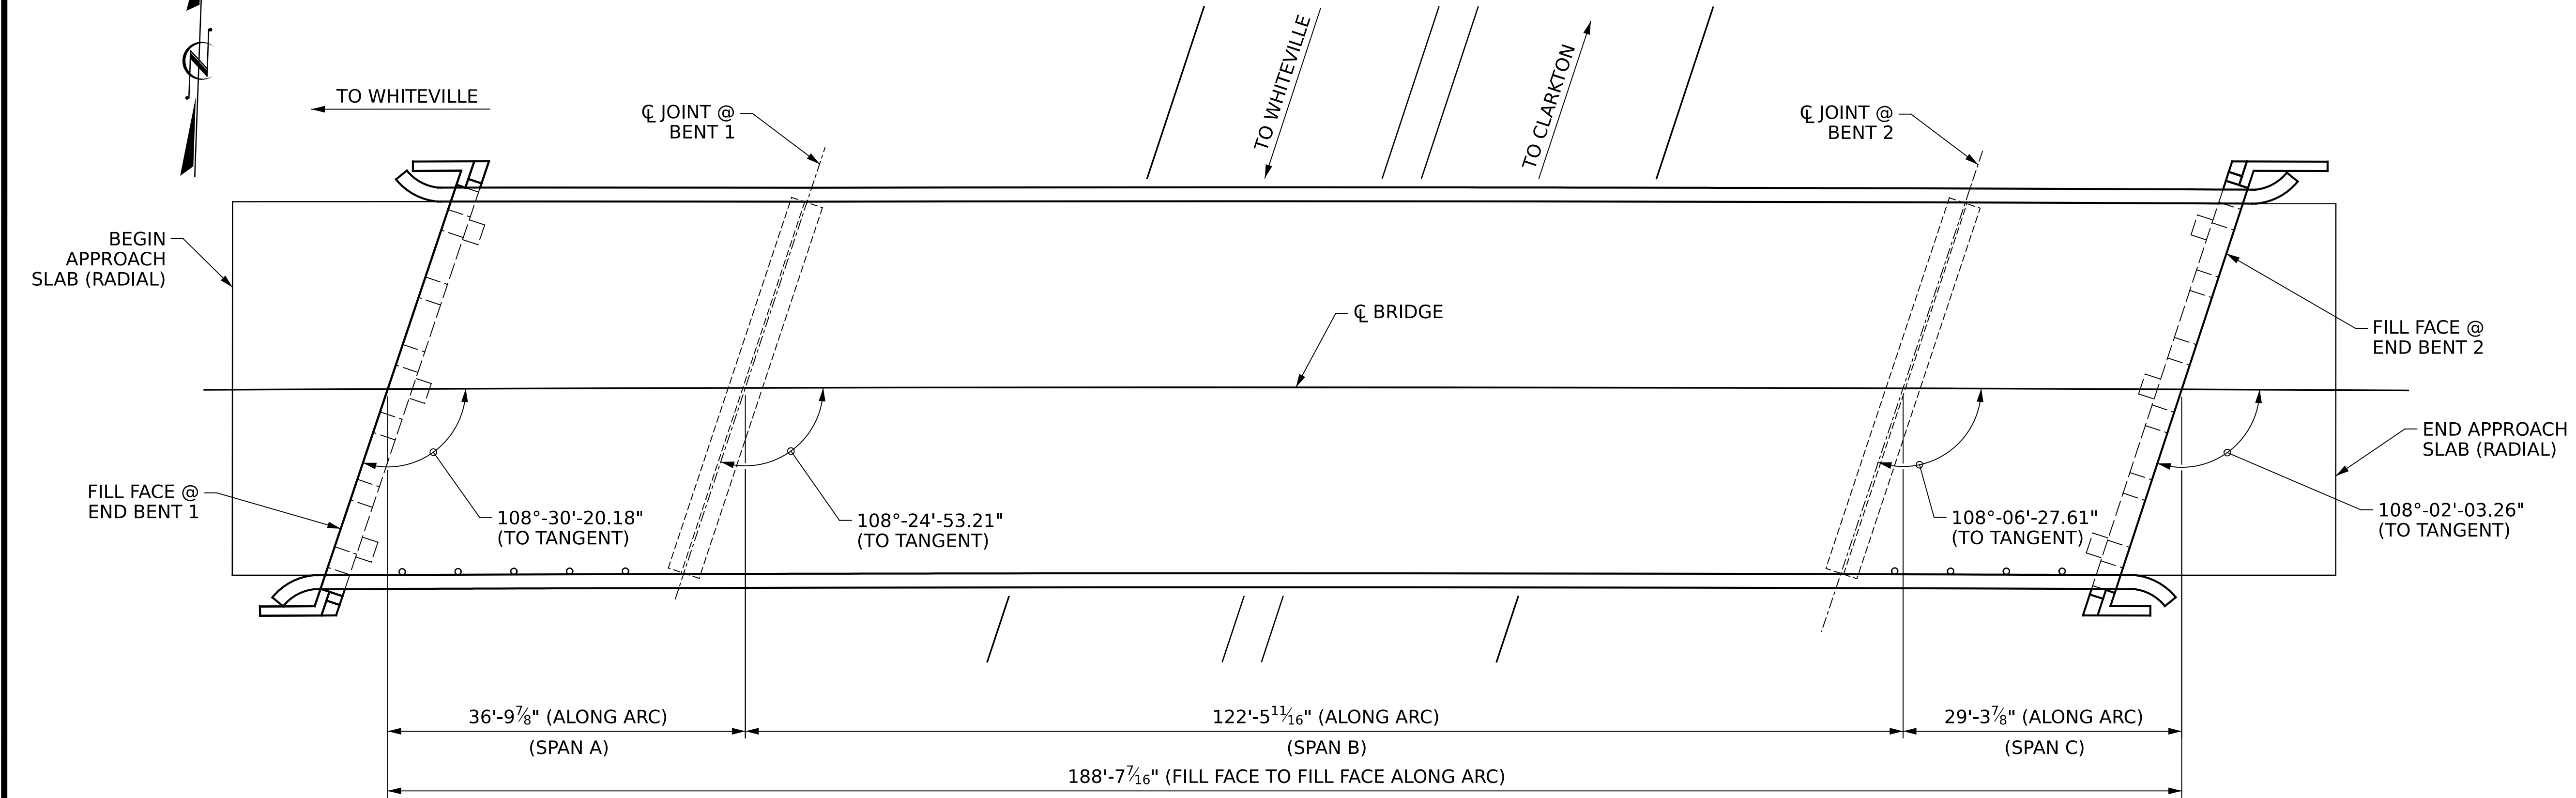 N
TO WHITEVILLE
℄ JOINT @
BENT 1
TO WHITEVILLE
TO CLARKTON
℄ JOINT @
BENT 2
BEGIN
APPROACH
SLAB (RADIAL)
℄ BRIDGE
FILL FACE @
END BENT 2
END APPROACH
SLAB (RADIAL)
FILL FACE @
END BENT 1
108°-30'-20.18"
(TO TANGENT)
108°-24'-53.21"
(TO TANGENT)
108°-06'-27.61"
(TO TANGENT)
108°-02'-03.26"
(TO TANGENT)
36'-9⅞" (ALONG ARC)
(SPAN A)
122'-5¹¹⁄₁₆" (ALONG ARC)
(SPAN B)
29'-3⅞" (ALONG ARC)
(SPAN C)
188'-7⁷⁄₁₆" (FILL FACE TO FILL FACE ALONG ARC)